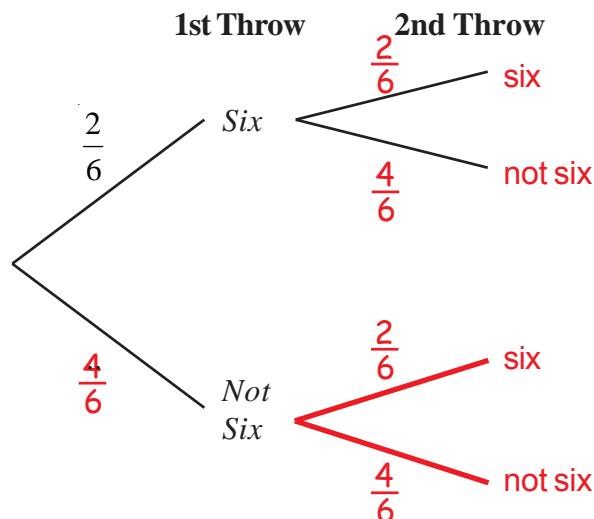 1st Throw 2nd Throw
2/6 six
2/6 Six
4/6 not six
2/6 six
4/6 Not
Six
4/6 not six